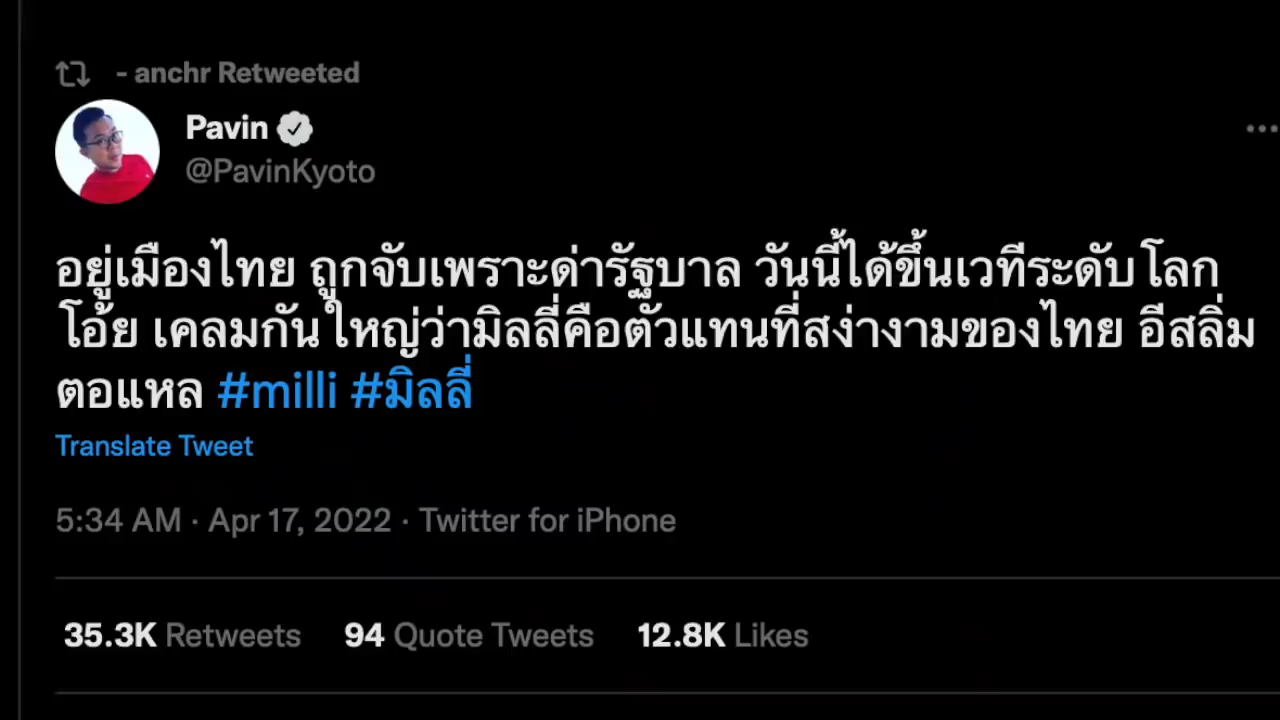 - anchr Retweeted
Pavin
@PavinKyoto
อยู่เมืองไทย ถูกจับเพราะด่ารัฐบาล วันนี้ได้ขึ้นเวทีระดับโลก
โอ้ย เคลมกันใหญ่ว่ามิลลี่คือตัวแทนที่สง่างามของไทย อีสลิ่ม
ตอแหล #milli #มิลลี่
Translate Tweet
5:34 AM · Apr 17, 2022 · Twitter for iPhone
35.3K Retweets 94 Quote Tweets 12.8K Likes